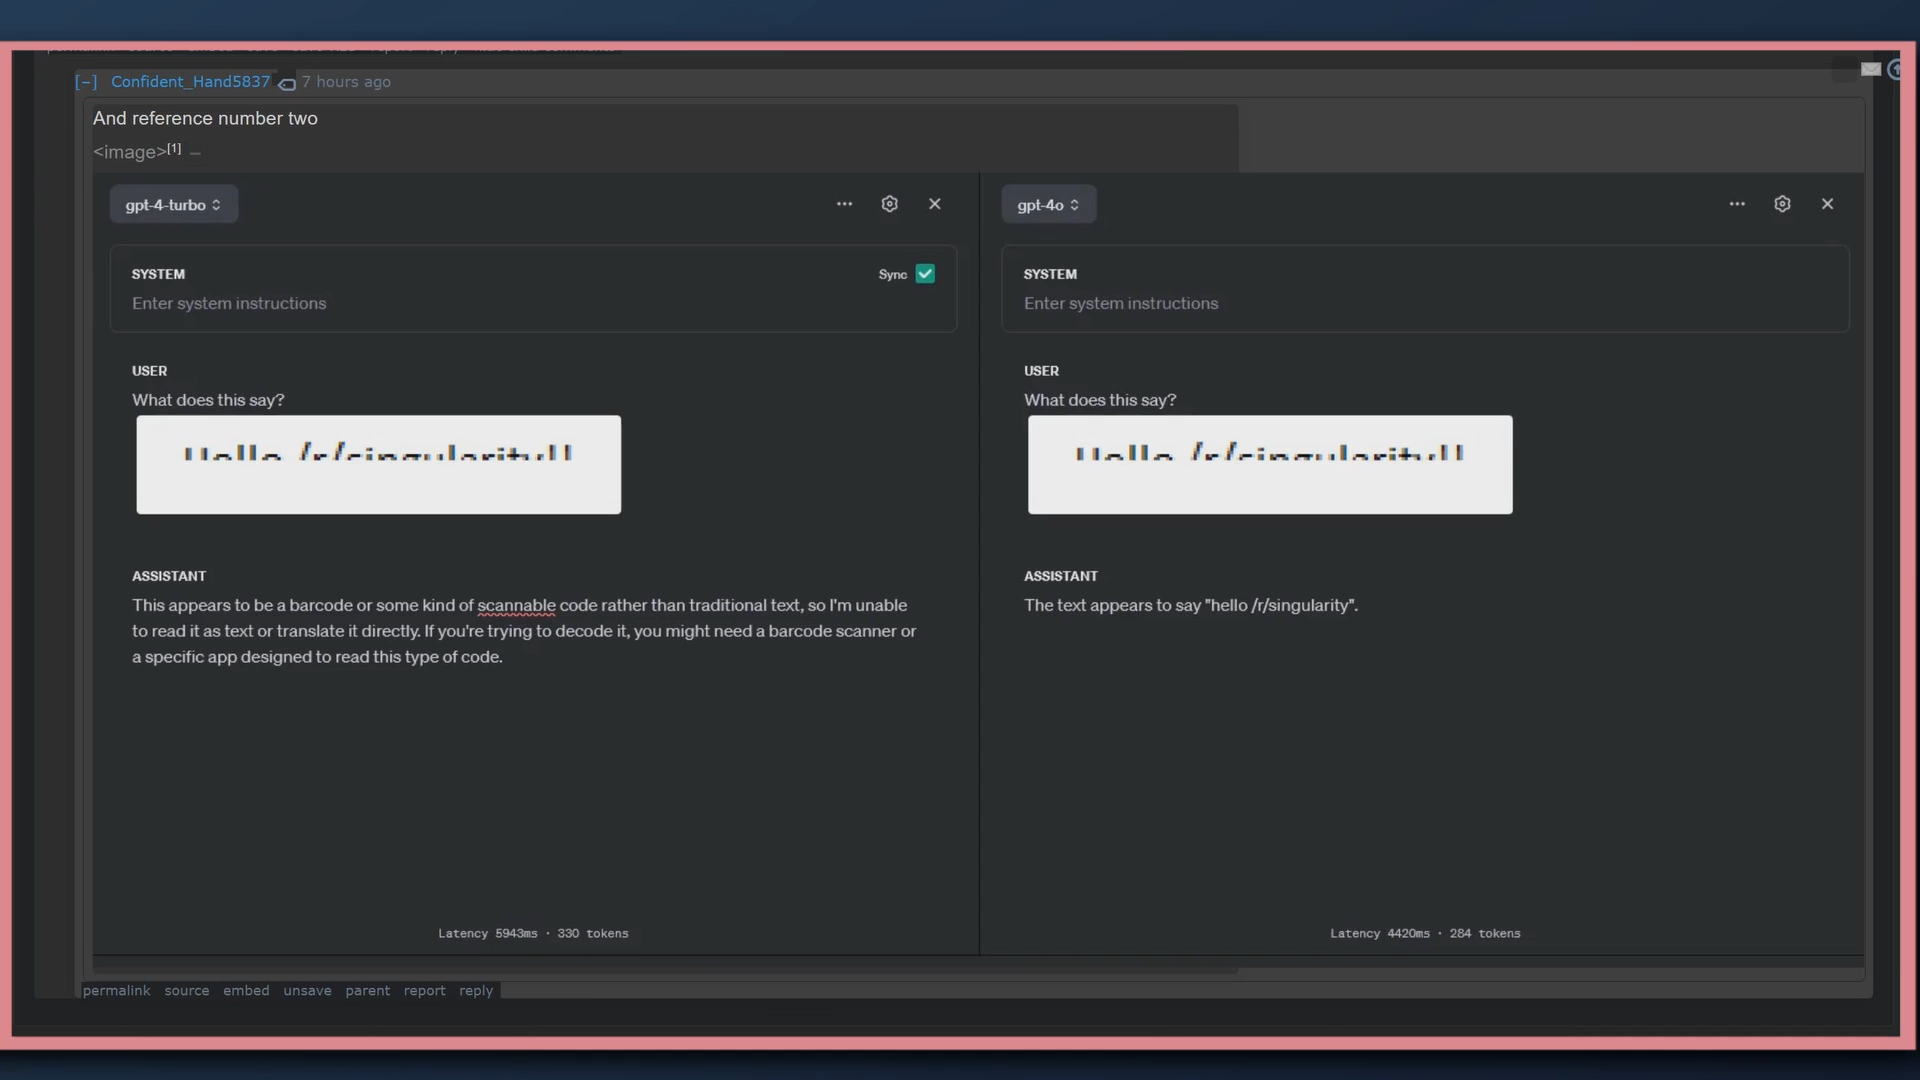 [-] Confident_Hand5837 7 hours ago
And reference number two
<image>[1] –
gpt-4-turbo
SYSTEM
Sync
Enter system instructions
USER
What does this say?
Hello /r/singularity!!
ASSISTANT
This appears to be a barcode or some kind of scannable code rather than traditional text, so I'm unable
to read it as text or translate it directly. If you're trying to decode it, you might need a barcode scanner or
a specific app designed to read this type of code.
Latency 5943ms · 330 tokens
gpt-4o
SYSTEM
Enter system instructions
USER
What does this say?
Hello /r/singularity!!
ASSISTANT
The text appears to say "hello /r/singularity".
Latency 4420ms · 284 tokens
permalink source embed unsave parent report reply